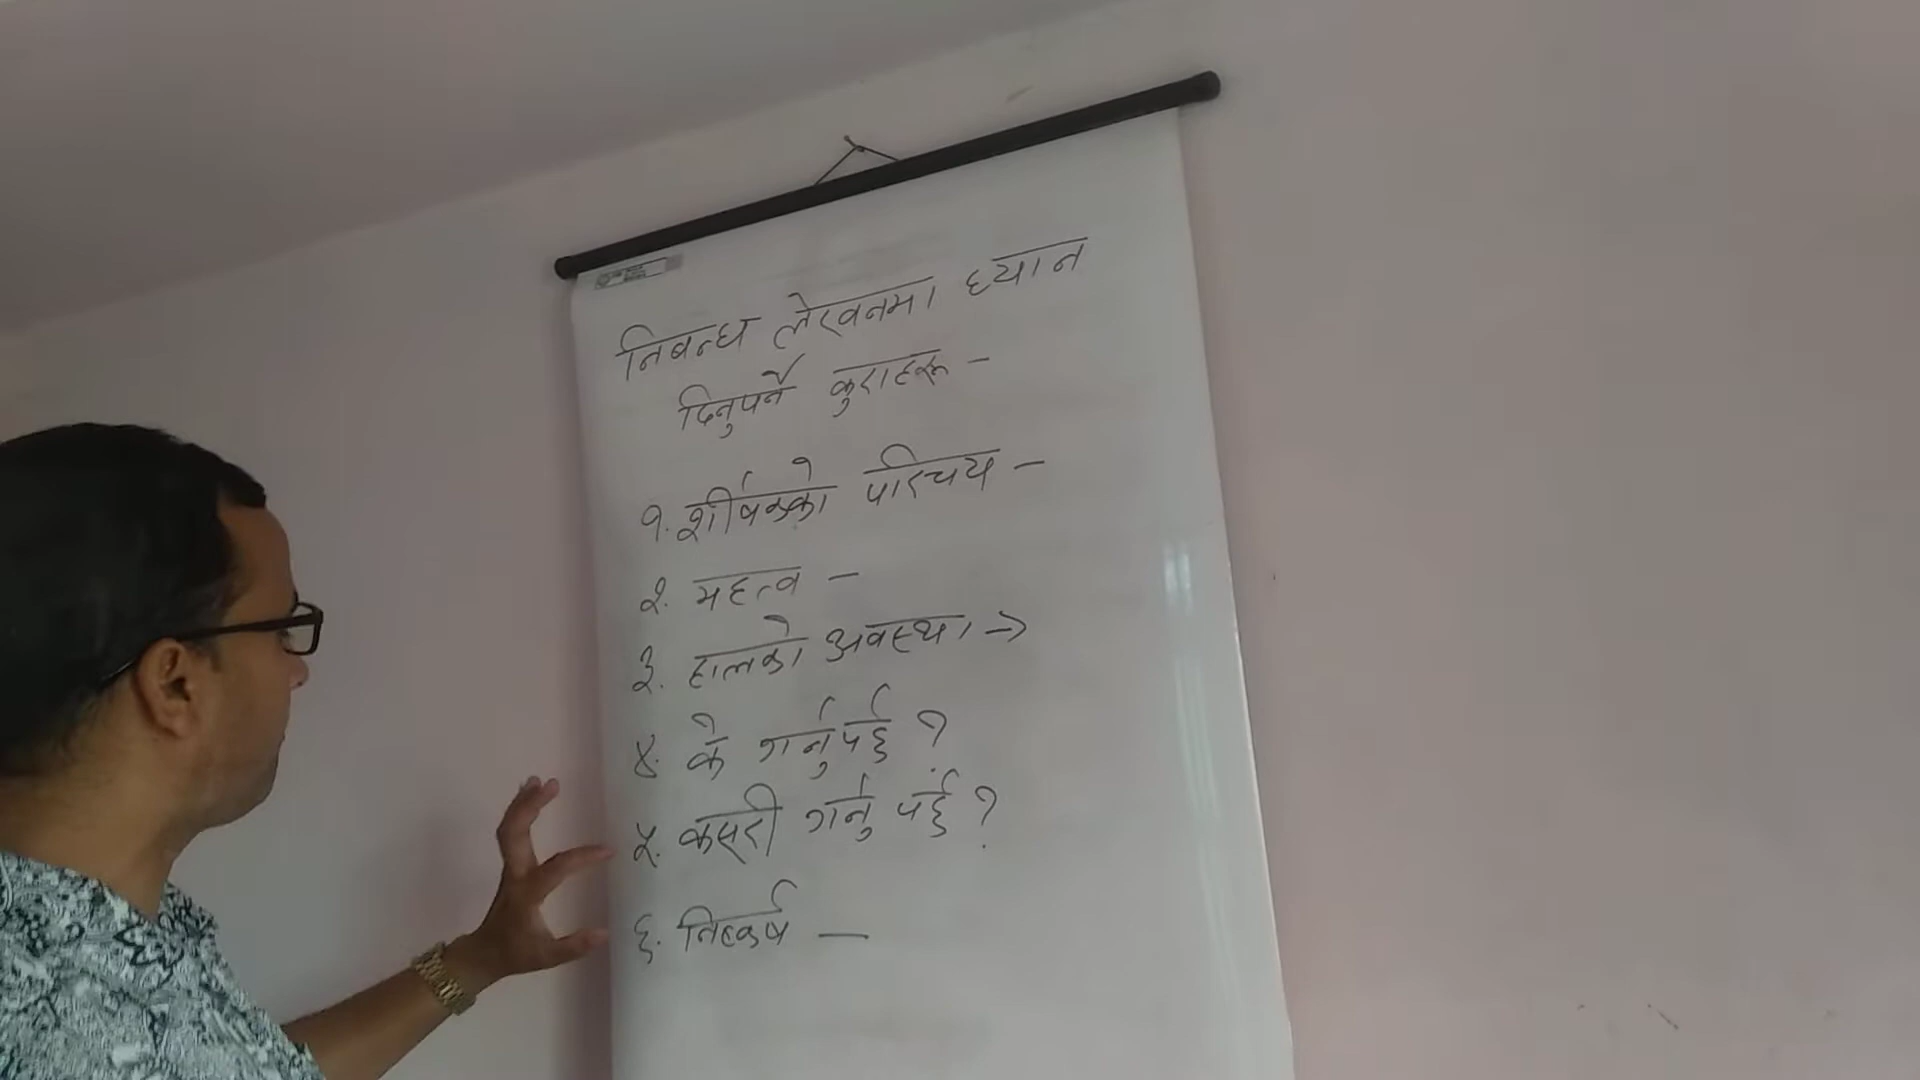 निबन्ध लेखनमा ध्यान
दिनुपर्ने कुराहरू -
१. शीर्षकको परिचय -
२. महत्व -
३. हालको अवस्था →
४. के गर्नुपर्छ ?
५. कसरी गर्नु पर्छ ?
६. निष्कर्ष -